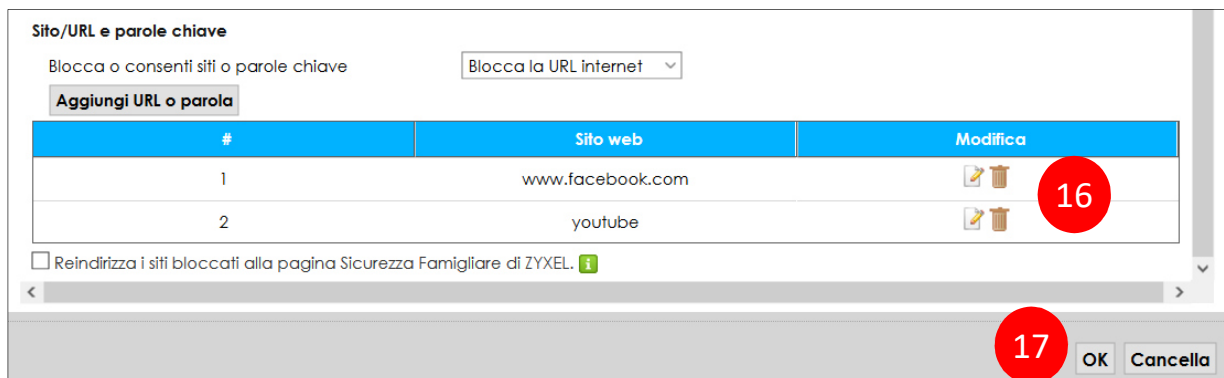 Sito/URL e parole chiave
Blocca o consenti siti o parole chiave Blocca la URL internet
Aggiungi URL o parola
# Sito web Modifica
1 www.facebook.com
16
2 youtube
Reindirizza i siti bloccati alla pagina Sicurezza Famigliare di ZYXEL. i
17 OK Cancella